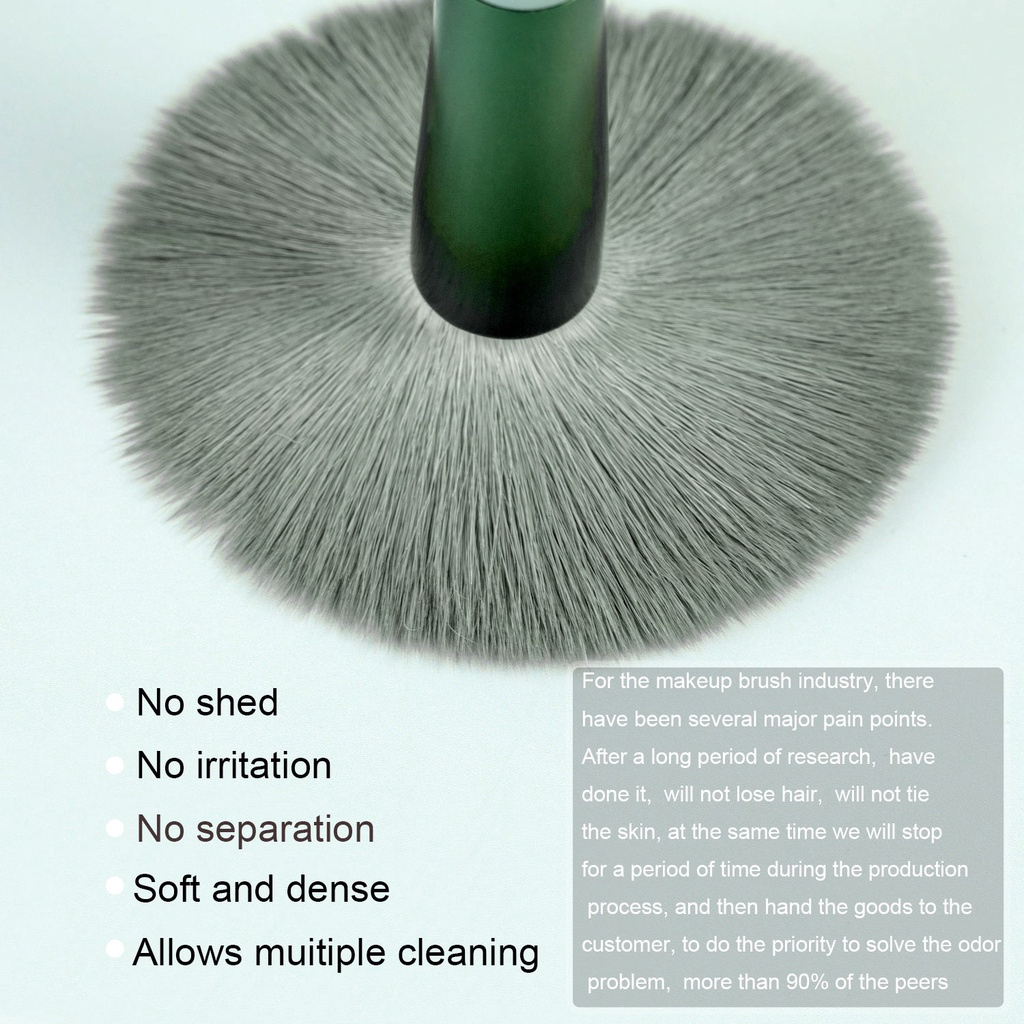 No shed
No irritation
No separation
Soft and dense
Allows muitiple cleaning
For the makeup brush industry, there
have been several major pain points.
After a long period of research, have
done it, will not lose hair, will not tie
the skin, at the same time we will stop
for a period of time during the production
process, and then hand the goods to the
customer, to do the priority to solve the odor
problem, more than 90% of the peers